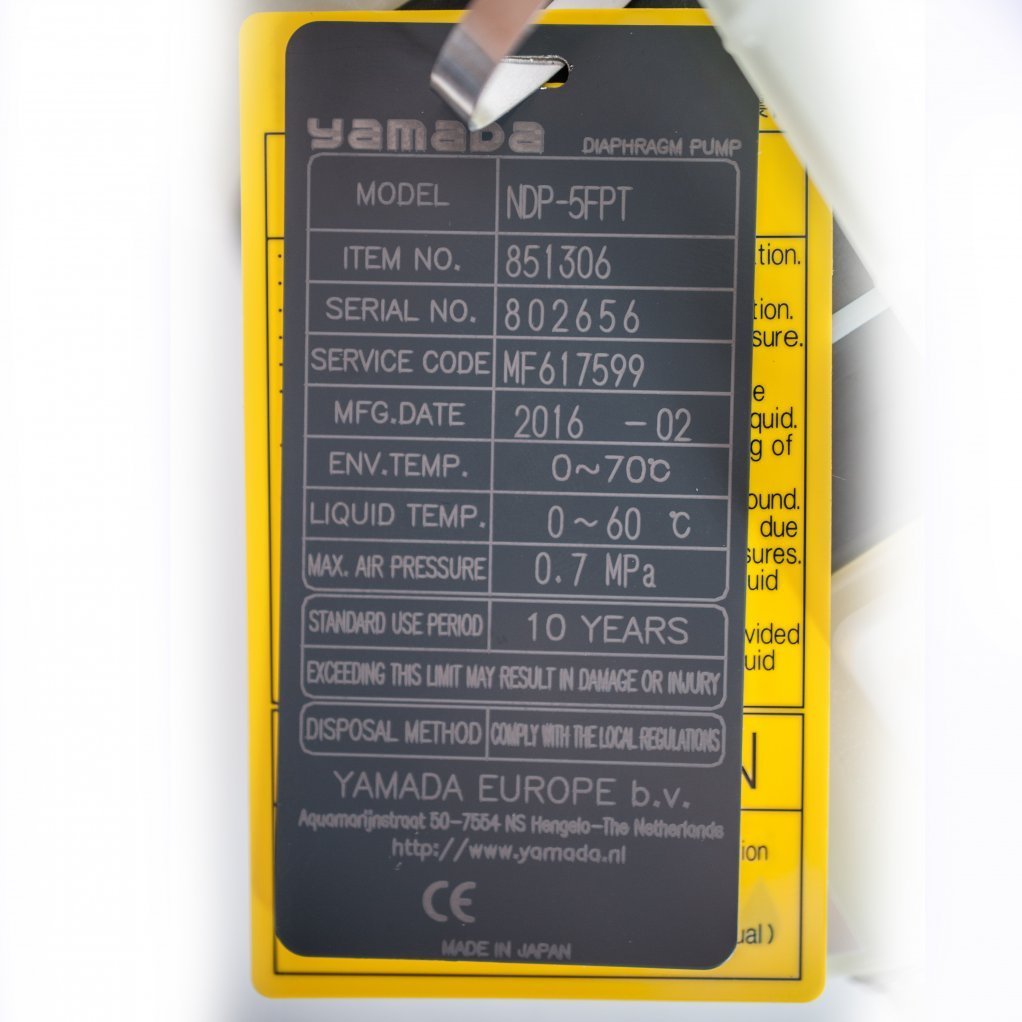 yamada DIAPHRAGM PUMP
MODEL NDP-5FPT
ITEM NO. 851306
SERIAL NO. 802656
SERVICE CODE MF617599
MFG.DATE 2016 -02
ENV.TEMP. 0~70℃
LIQUID TEMP. 0~60 ℃
MAX. AIR PRESSURE 0.7 MPa
STANDARD USE PERIOD 10 YEARS
EXCEEDING THIS LIMIT MAY RESULT IN DAMAGE OR INJURY
DISPOSAL METHOD COMPLY WITH THE LOCAL REGULATIONS
YAMADA EUROPE b.v.
Aquamarijnstraat 50-7554 NS Hengelo-The Netherlands
http://www.yamada.nl
CE
MADE IN JAPAN